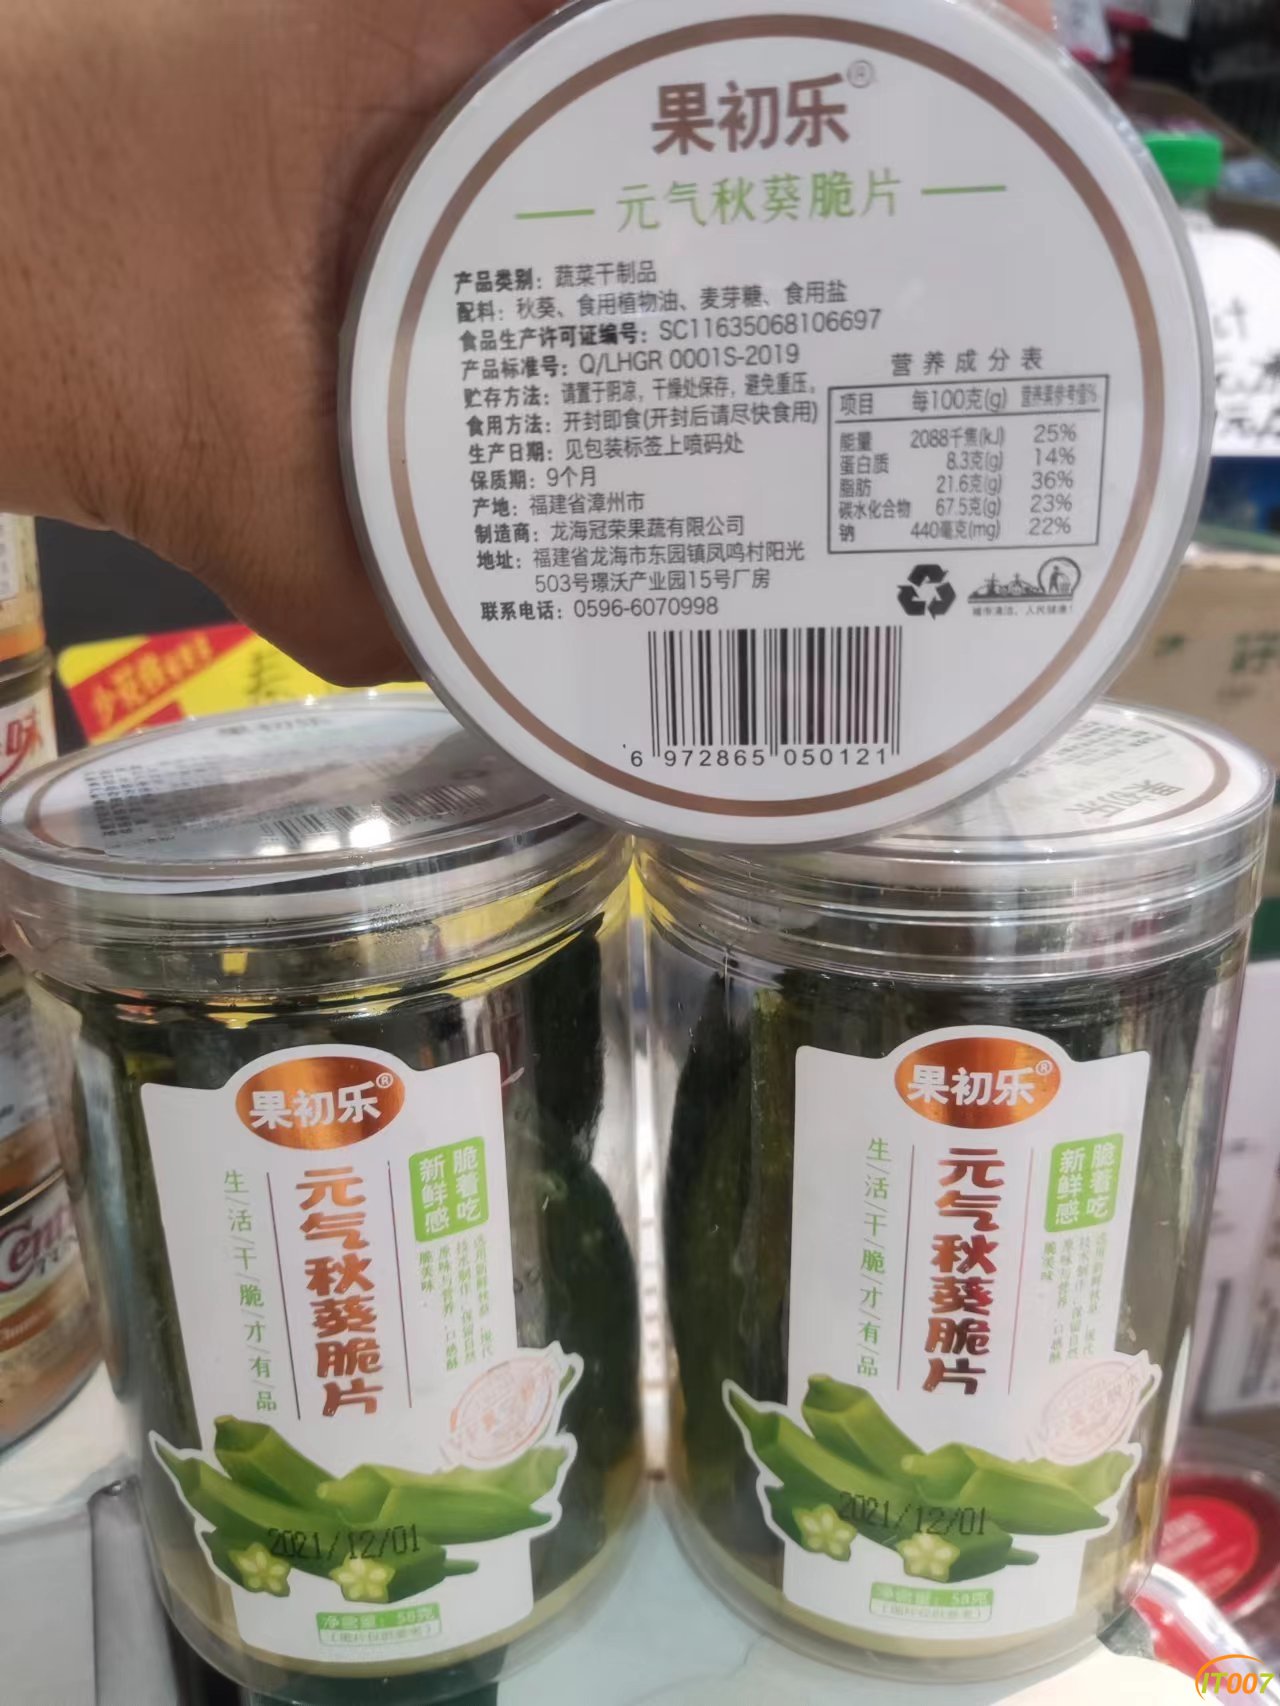 果初乐®
元气秋葵脆片
产品类别：蔬菜干制品
配料：秋葵、食用植物油、麦芽糖、食用盐
食品生产许可证编号：SC11635068106697
产品标准号：Q/LHGR 0001S-2019
贮存方法：请置于阴凉，干燥处保存，避免重压。
食用方法：开封即食(开封后请尽快食用)
生产日期：见包装标签上喷码处
保质期：9个月
产地：福建省漳州市
制造商：龙海冠荣果蔬有限公司
地址：福建省龙海市东园镇凤鸣村阳光
503号璟沃产业园15号厂房
联系电话：0596-6070998
营养成分表
项目 每100克(g) 营养素参考值%
能量 2088千焦(kJ) 25%
蛋白质 8.3克(g) 14%
脂肪 21.6克(g) 36%
碳水化合物 67.5克(g) 23%
钠 440毫克(mg) 22%
6 972865 050121
果初乐®
新鲜感
脆着吃
元气秋葵脆片
生/活/干/脆/才/有/品
2021/12/01
净含量：58克
果初乐®
新鲜感
脆着吃
元气秋葵脆片
生/活/干/脆/才/有/品
2021/12/01
净含量：58克
味
IT007